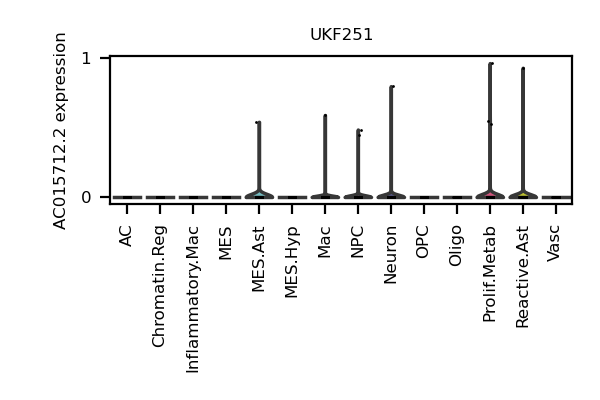 UKF251
AC015712.2 expression
1
0
AC
Chromatin.Reg
Inflammatory.Mac
MES
MES.Ast
MES.Hyp
Mac
NPC
Neuron
OPC
Oligo
Prolif.Metab
Reactive.Ast
Vasc